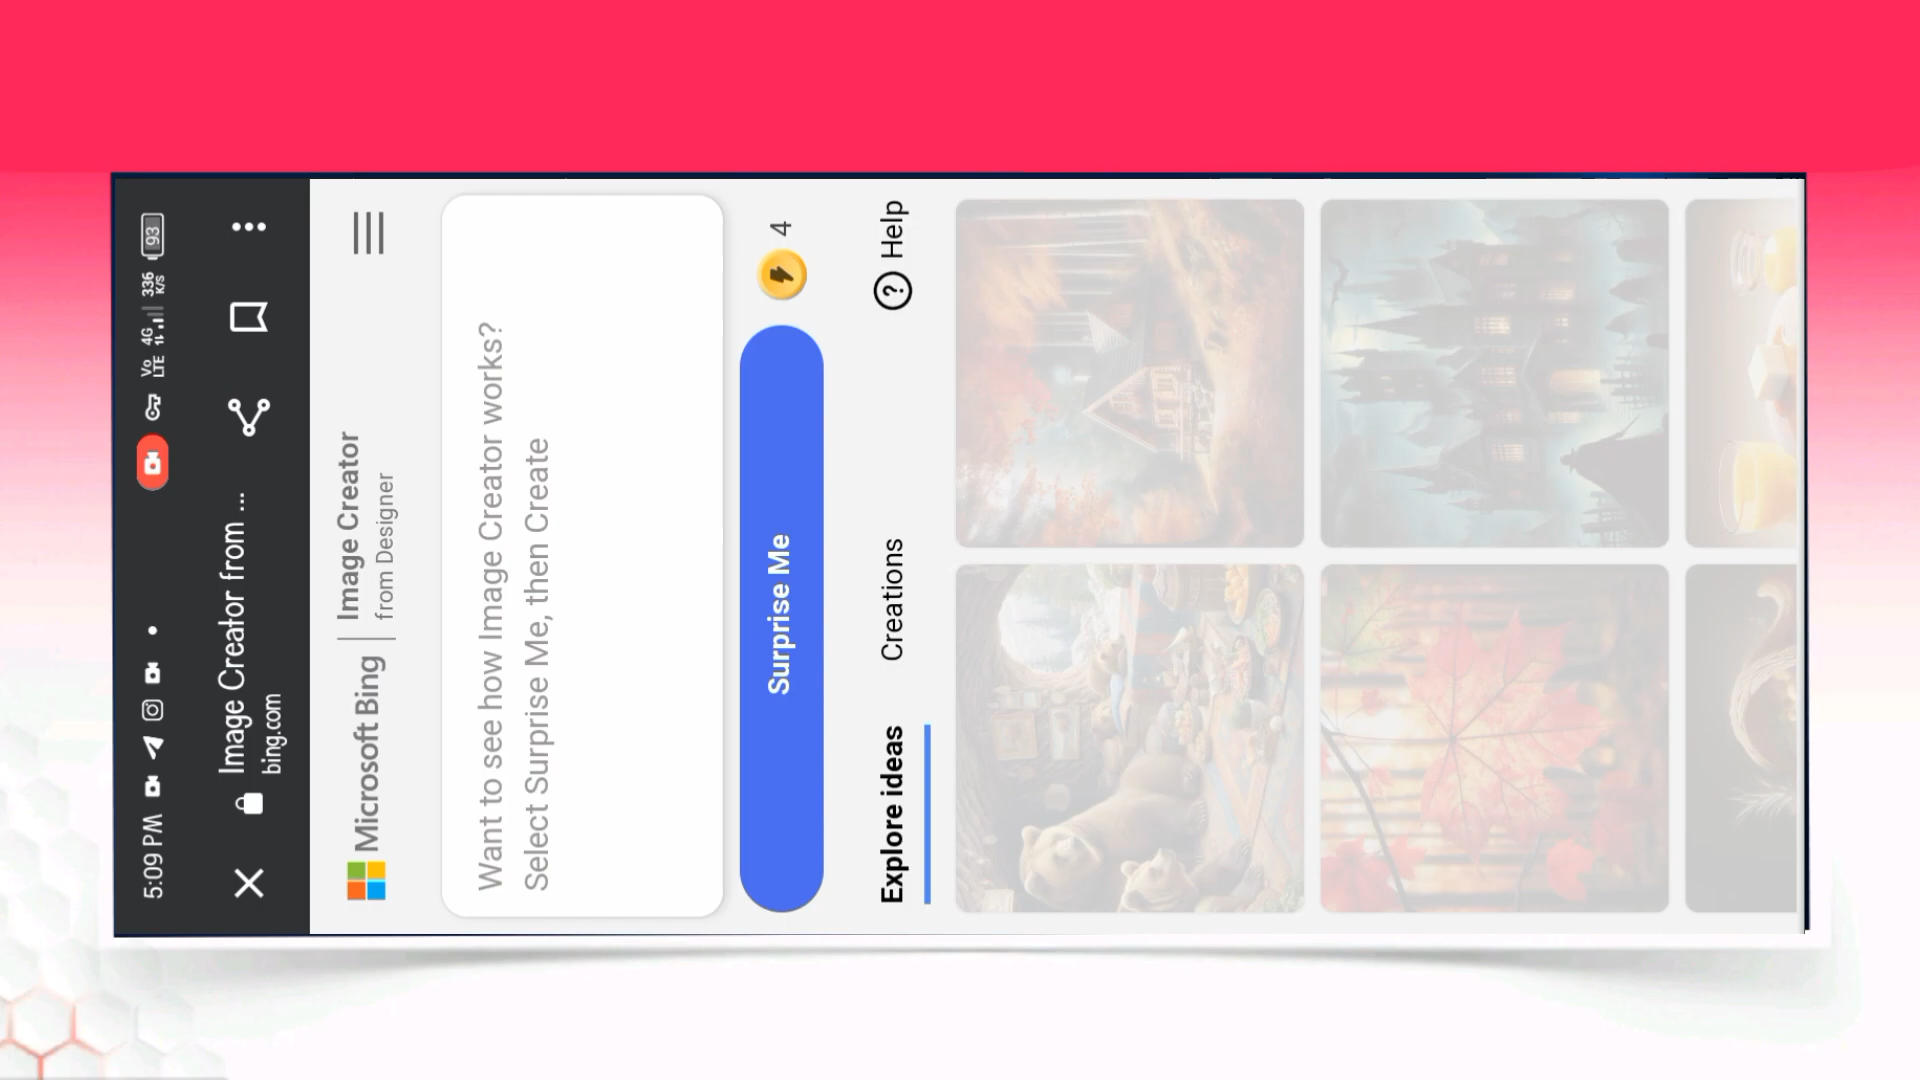 5:09 PM
Vo LTE 4G 336 K/S 93
Image Creator from ...
bing.com
Microsoft Bing | Image Creator
from Designer
Want to see how Image Creator works?
Select Surprise Me, then Create
Surprise Me
4
Explore ideas
Creations
Help